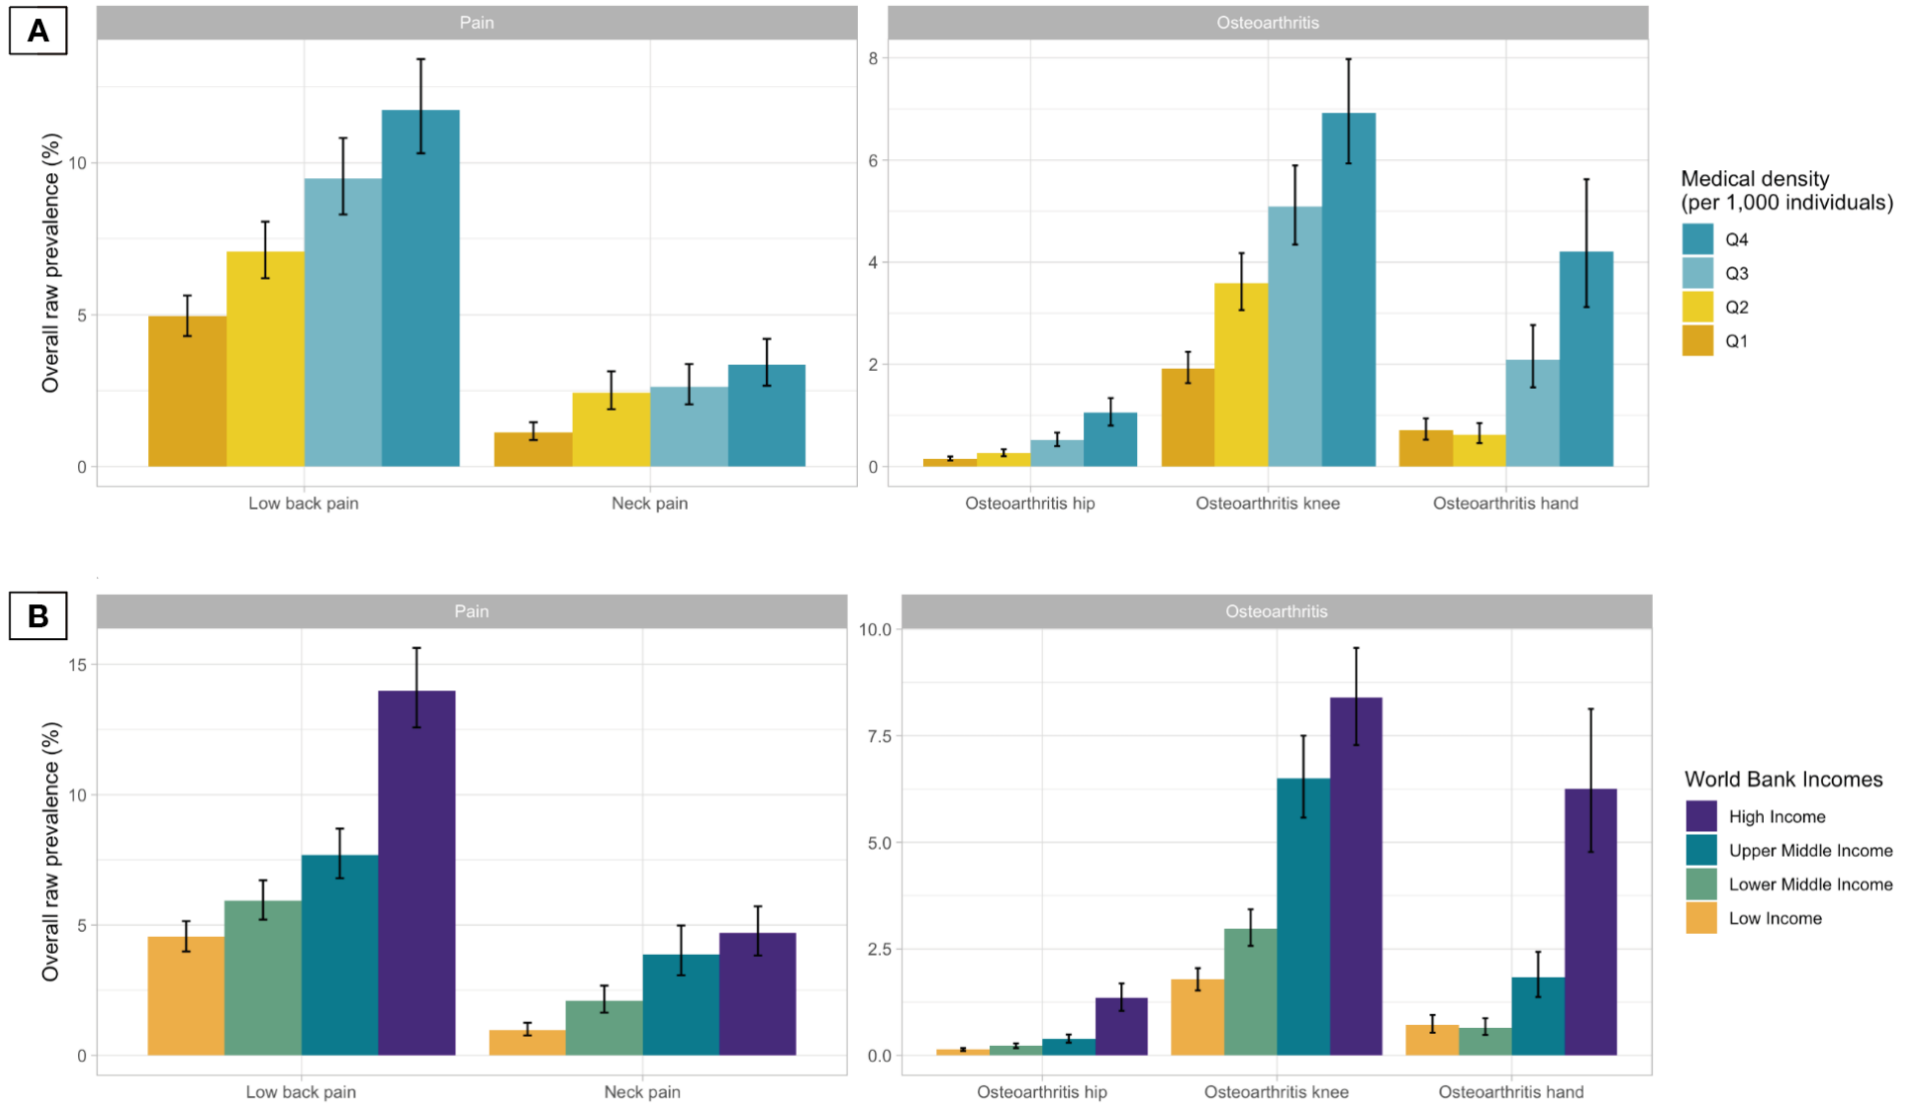 A
Pain
Osteoarthritis
Overall raw prevalence (%)
10
5
0
Low back pain
Neck pain
8
6
4
2
0
Osteoarthritis hip
Osteoarthritis knee
Osteoarthritis hand
Medical density
(per 1,000 individuals)
Q4
Q3
Q2
Q1
B
Pain
Osteoarthritis
Overall raw prevalence (%)
15
10
5
0
Low back pain
Neck pain
10.0
7.5
5.0
2.5
0.0
Osteoarthritis hip
Osteoarthritis knee
Osteoarthritis hand
World Bank Incomes
High Income
Upper Middle Income
Lower Middle Income
Low Income